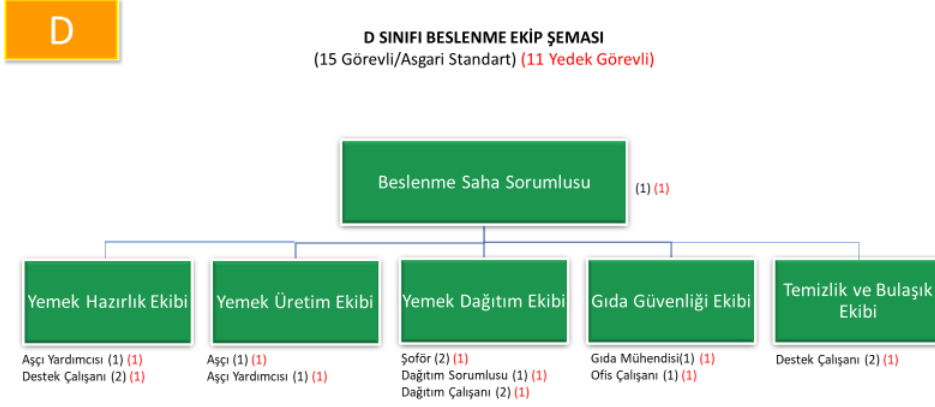 D
D SINIFI BESLENME EKİP ŞEMASI
(15 Görevli/Asgari Standart) (11 Yedek Görevli)
Beslenme Saha Sorumlusu
(1) (1)
Yemek Hazırlık Ekibi
Aşçı Yardımcısı (1) (1)
Destek Çalışanı (2) (1)
Yemek Üretim Ekibi
Aşçı (1) (1)
Aşçı Yardımcısı (1) (1)
Yemek Dağıtım Ekibi
Şoför (2) (1)
Dağıtım Sorumlusu (1) (1)
Dağıtım Çalışanı (2) (1)
Gıda Güvenliği Ekibi
Gıda Mühendisi(1) (1)
Ofis Çalışanı (1) (1)
Temizlik ve Bulaşık
Ekibi
Destek Çalışanı (2) (1)